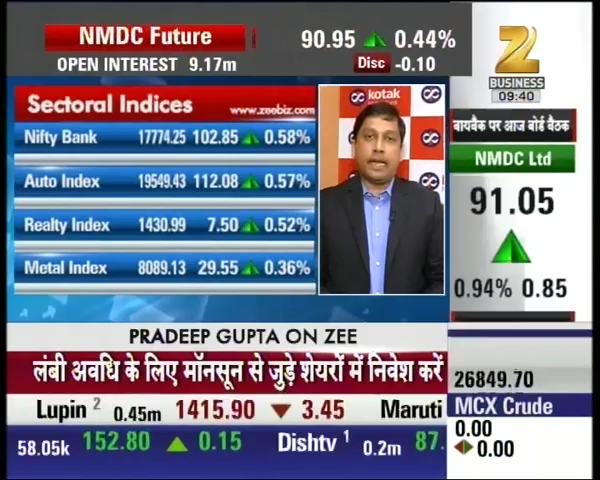 NMDC Future
90.95 0.44%
OPEN INTEREST 9.17m
Disc -0.10
Z
BUSINESS
09:40
Sectoral Indices
www.zeebiz.com
Nifty Bank 17774.25 102.85 0.58%
Auto Index 19549.43 112.08 0.57%
Realty Index 1430.99 7.50 0.52%
Metal Index 8089.13 29.55 0.36%
kotak
बायबैक पर आज बोर्ड बैठक
NMDC Ltd
91.05
0.94% 0.85
PRADEEP GUPTA ON ZEE
लंबी अवधि के लिए मॉनसून से जुड़े शेयरों में निवेश करें
26849.70
MCX Crude
0.00
0.00
Lupin 2 0.45m 1415.90 3.45 Maruti
58.05k 152.80 0.15 Dishtv 1 0.2m 87.